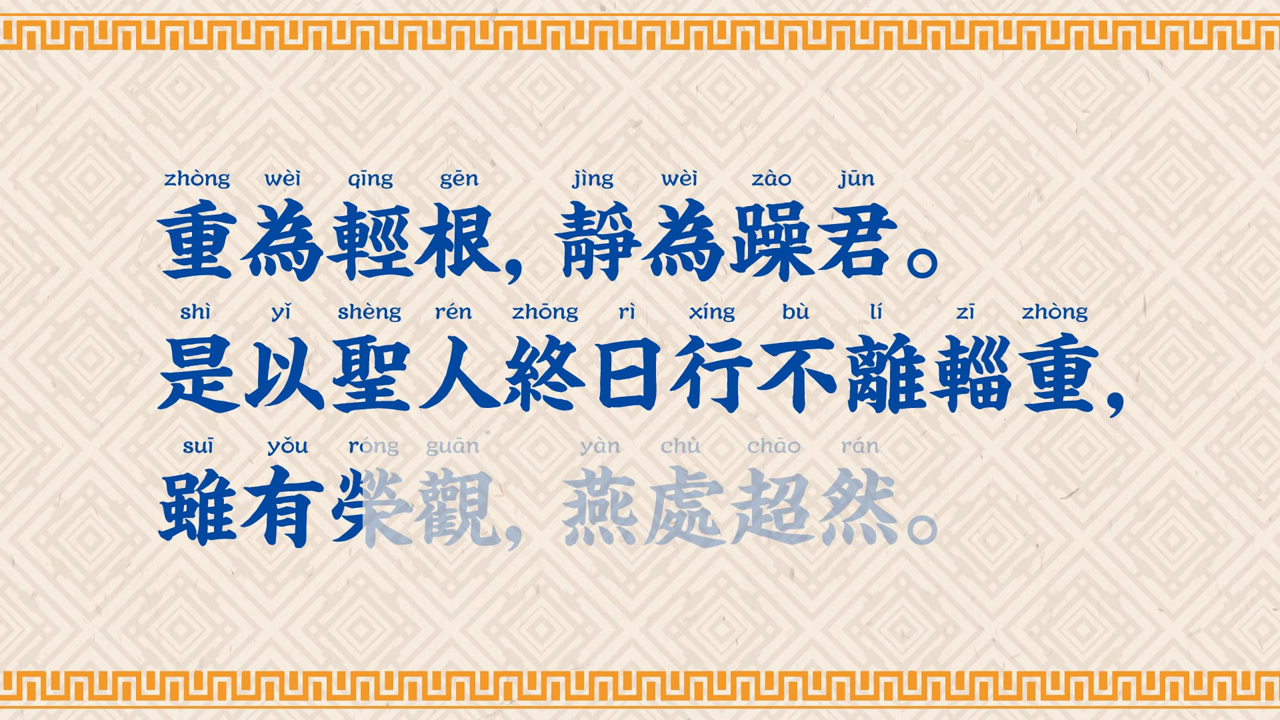 zhòng wèi qīng gēn jìng wèi zào jūn
重為輕根，靜為躁君。
shì yǐ shèng rén zhōng rì xíng bù lí zī zhòng
是以聖人終日行不離輜重，
suī yǒu róng guān yàn chǔ chāo rán
雖有榮觀，燕處超然。